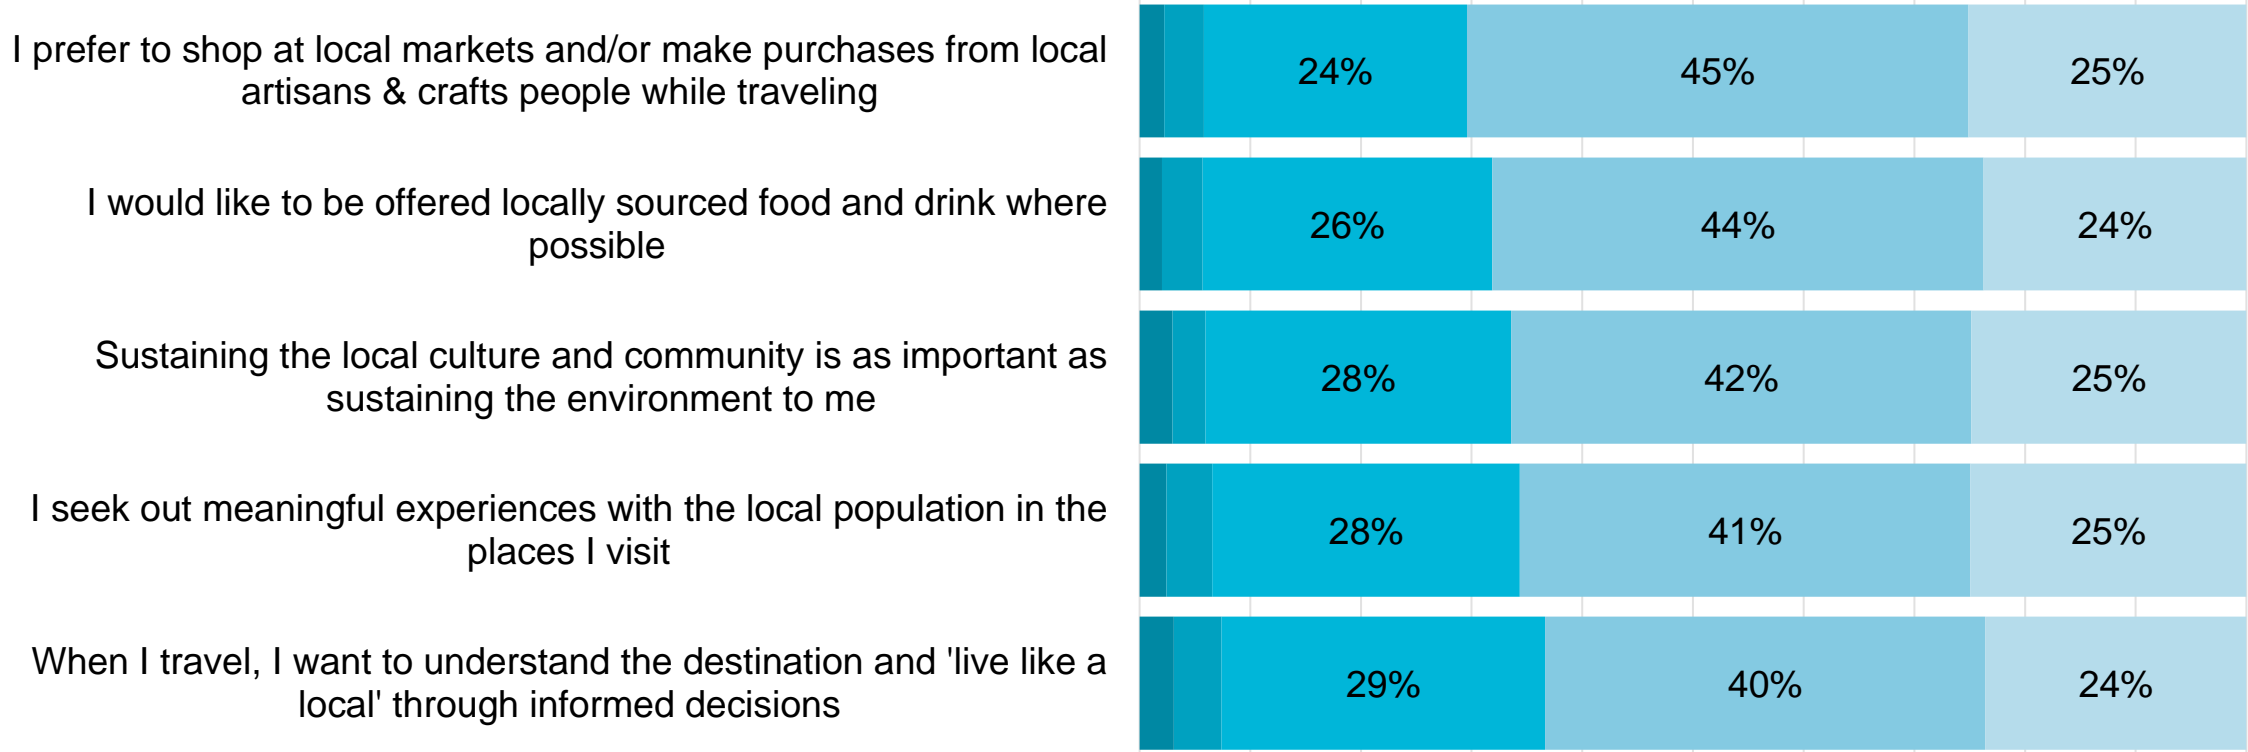 I prefer to shop at local markets and/or make purchases from local
artisans & crafts people while traveling
24%
45%
25%
I would like to be offered locally sourced food and drink where
possible
26%
44%
24%
Sustaining the local culture and community is as important as
sustaining the environment to me
28%
42%
25%
I seek out meaningful experiences with the local population in the
places I visit
28%
41%
25%
When I travel, I want to understand the destination and 'live like a
local' through informed decisions
29%
40%
24%